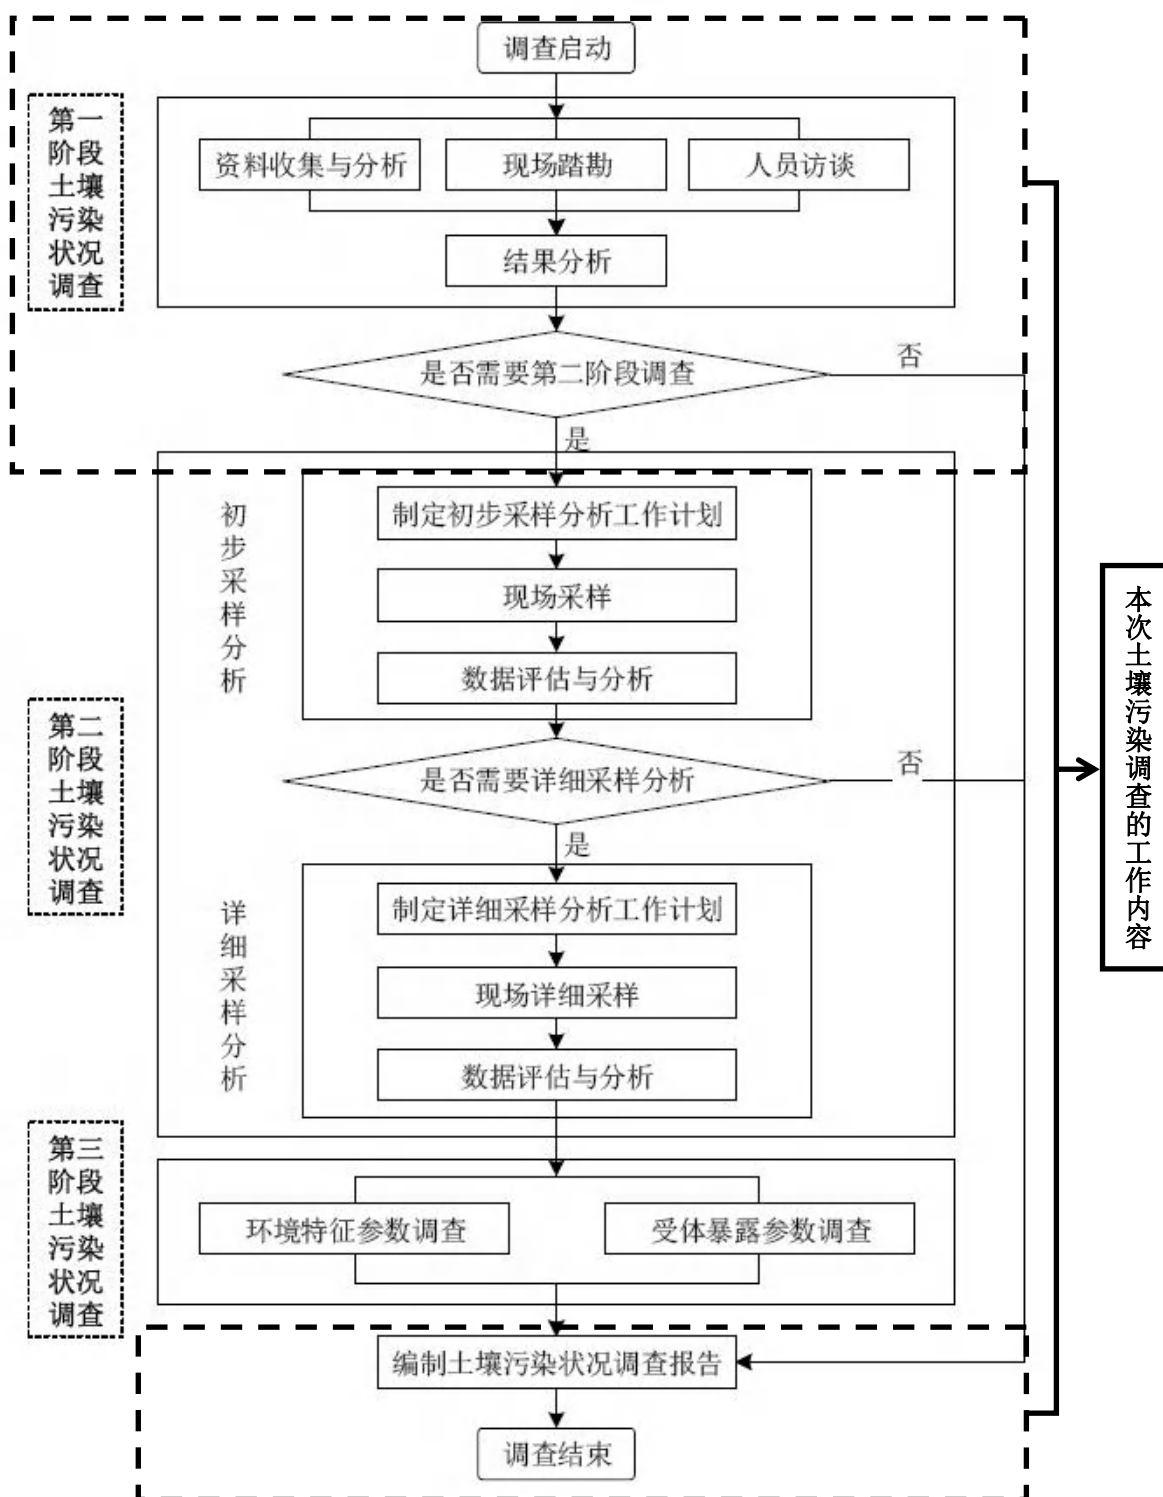 调查启动
第一
阶段
土壤
污染
状况
调查
资料收集与分析
现场踏勘
人员访谈
结果分析
是否需要第二阶段调查
否
是
初步采样分析
制定初步采样分析工作计划
现场采样
数据评估与分析
第二
阶段
土壤
污染
状况
调查
是否需要详细采样分析
否
是
详细采样分析
制定详细采样分析工作计划
现场详细采样
数据评估与分析
本次土壤污染调查的工作内容
第三
阶段
土壤
污染
状况
调查
环境特征参数调查
受体暴露参数调查
编制土壤污染状况调查报告
调查结束